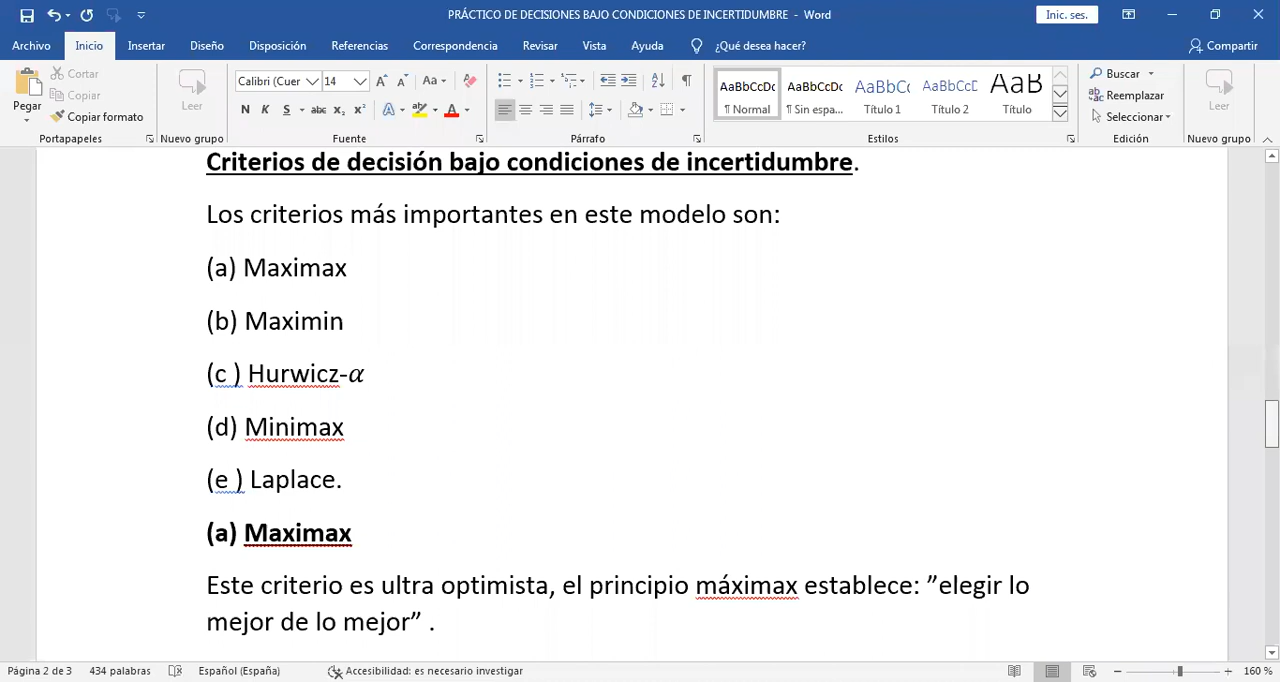 PRÁCTICO DE DECISIONES BAJO CONDICIONES DE INCERTIDUMBRE - Word
Inic. ses.
Archivo Inicio Insertar Diseño Disposición Referencias Correspondencia Revisar Vista Ayuda ¿Qué desea hacer? Compartir
Pegar Cortar Copiar Copiar formato
Leer
Calibri (Cuer 14
Aa
N K S abc x₂ x²
A A
AaBbCcDc AaBbCcDc AaBbCc AaBbCcD AaB
¶ Normal ¶ Sin espa... Título 1 Título 2 Título
Buscar
Reemplazar
Seleccionar
Leer
Portapapeles Nuevo grupo Fuente Párrafo Estilos Edición Nuevo grupo
Criterios de decisión bajo condiciones de incertidumbre.
Los criterios más importantes en este modelo son:
(a) Maximax
(b) Maximin
(c ) Hurwicz-𝛼
(d) Minimax
(e ) Laplace.
(a) Maximax
Este criterio es ultra optimista, el principio máximax establece: ”elegir lo
mejor de lo mejor” .
Página 2 de 3 434 palabras Español (España) Accesibilidad: es necesario investigar 160 %